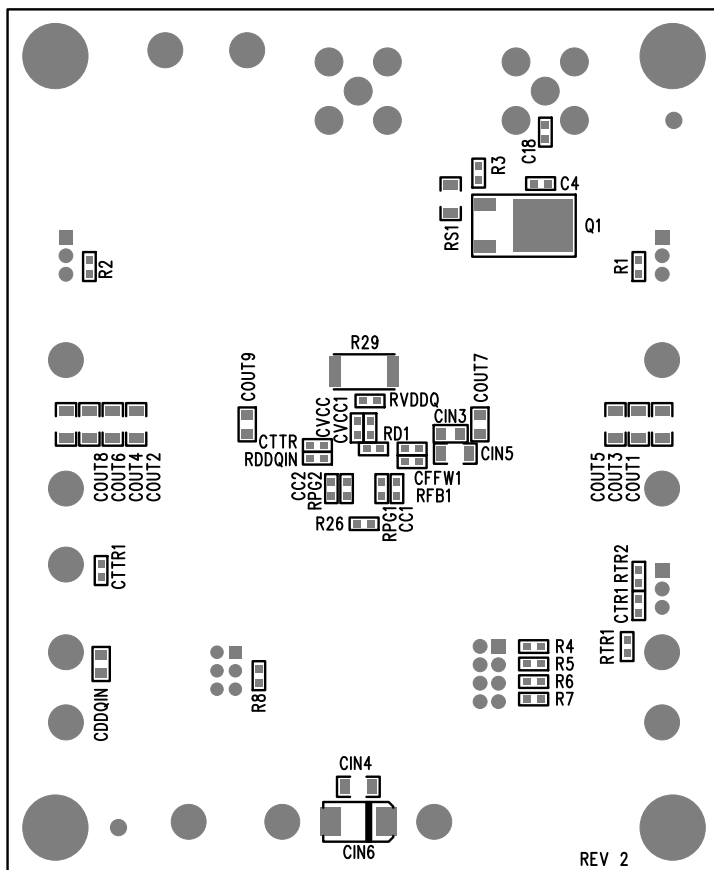 C18
R3
C4
RS1
Q1
R2
R1
R29
COUT9
COUT7
RVDDQ
CVCC
CVCC1
CIN3
CTTR
RD1
RDDQIN
CIN5
COUT8
COUT6
COUT4
COUT2
COUT5
COUT3
COUT1
CC2
RPG2
CFFW1
RFB1
R26
RPG1
CC1
CTTR1
RTR2
CTR1
RTR1
CDDQIN
R8
R4
R5
R6
R7
CIN4
CIN6
REV 2